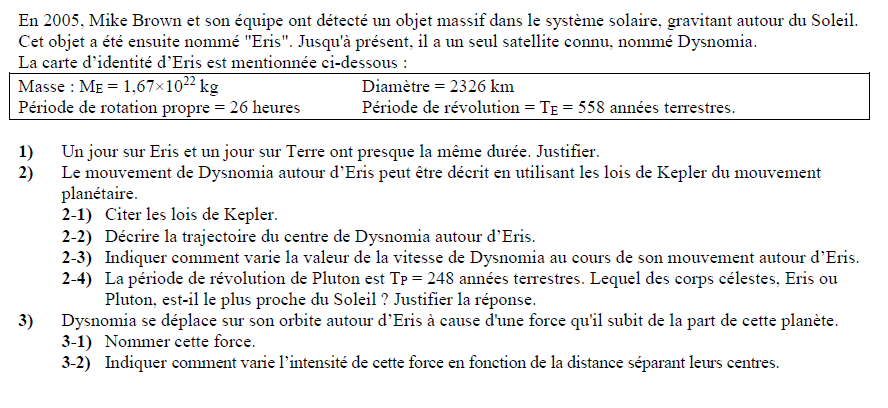 En 2005, Mike Brown et son équipe ont détecté un objet massif dans le système solaire, gravitant autour du Soleil.
Cet objet a été ensuite nommé "Eris". Jusqu'à présent, il a un seul satellite connu, nommé Dysnomia.
La carte d'identité d'Eris est mentionnée ci-dessous :
Masse : ME = 1,67×10²² kg Diamètre = 2326 km
Période de rotation propre = 26 heures Période de révolution = TE = 558 années terrestres.
1) Un jour sur Eris et un jour sur Terre ont presque la même durée. Justifier.
2) Le mouvement de Dysnomia autour d'Eris peut être décrit en utilisant les lois de Kepler du mouvement
planétaire.
2-1) Citer les lois de Kepler.
2-2) Décrire la trajectoire du centre de Dysnomia autour d'Eris.
2-3) Indiquer comment varie la valeur de la vitesse de Dysnomia au cours de son mouvement autour d'Eris.
2-4) La période de révolution de Pluton est TP = 248 années terrestres. Lequel des corps célestes, Eris ou
Pluton, est-il le plus proche du Soleil ? Justifier la réponse.
3) Dysnomia se déplace sur son orbite autour d'Eris à cause d'une force qu'il subit de la part de cette planète.
3-1) Nommer cette force.
3-2) Indiquer comment varie l'intensité de cette force en fonction de la distance séparant leurs centres.